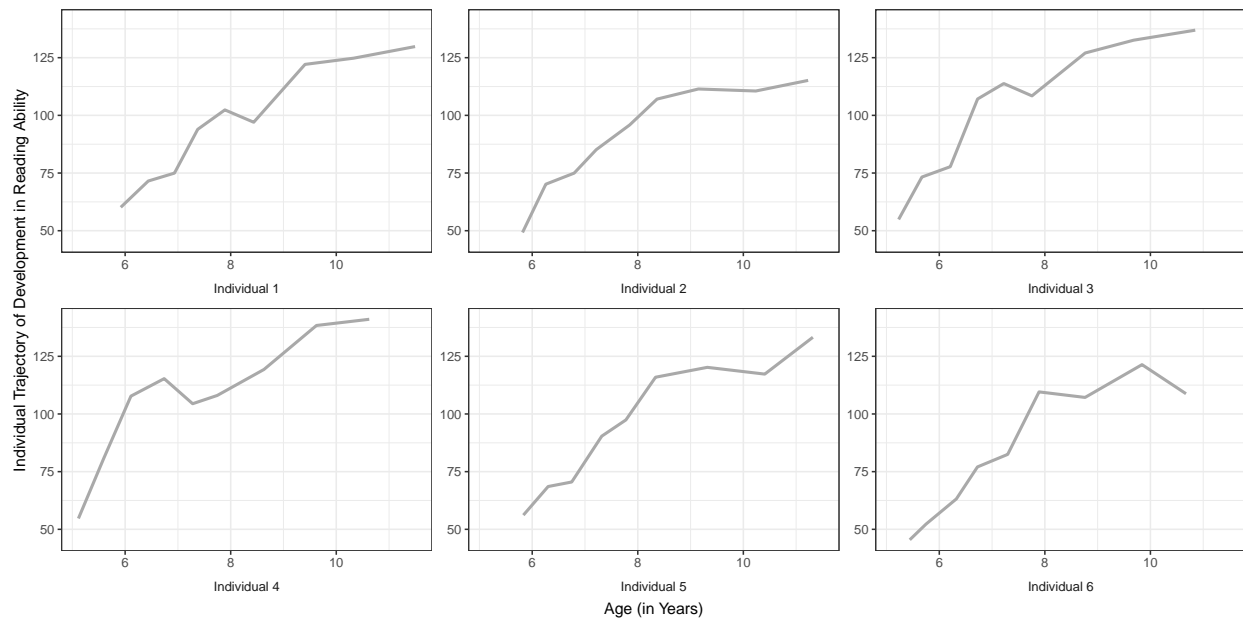 Individual Trajectory of Development in Reading Ability
125
100
75
50
6 8 10
Individual 1
125
100
75
50
6 8 10
Individual 2
125
100
75
50
6 8 10
Individual 3
125
100
75
50
6 8 10
Individual 4
125
100
75
50
6 8 10
Individual 5
125
100
75
50
6 8 10
Individual 6
Age (in Years)